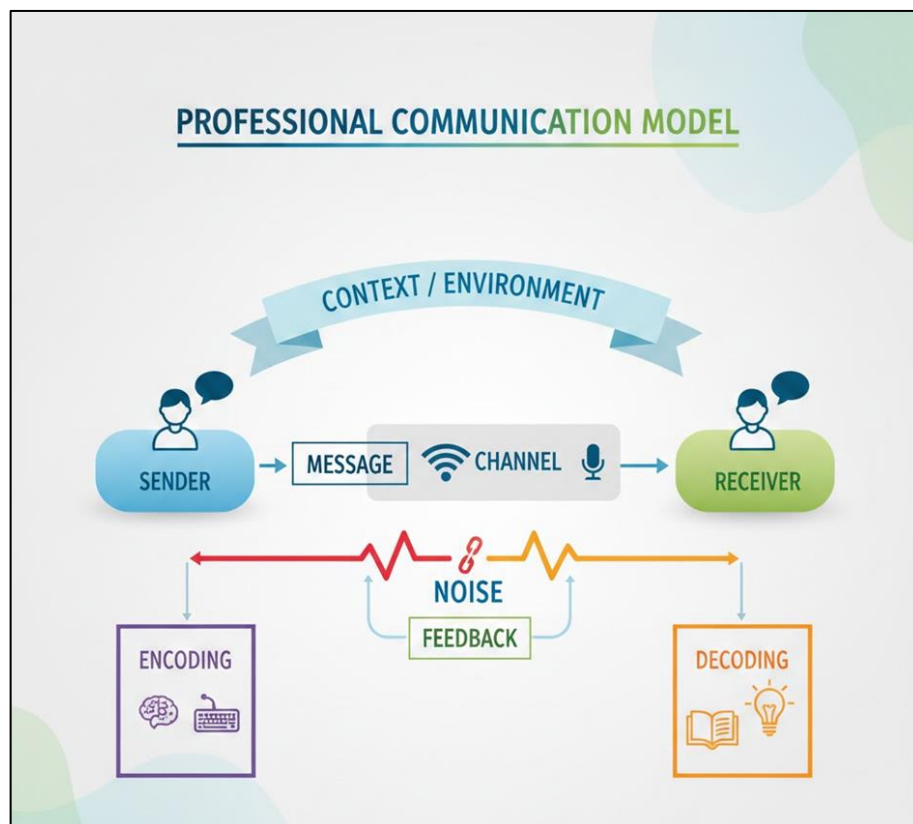 PROFESSIONAL COMMUNICATION MODEL
CONTEXT / ENVIRONMENT
SENDER
MESSAGE
CHANNEL
RECEIVER
NOISE
FEEDBACK
ENCODING
DECODING